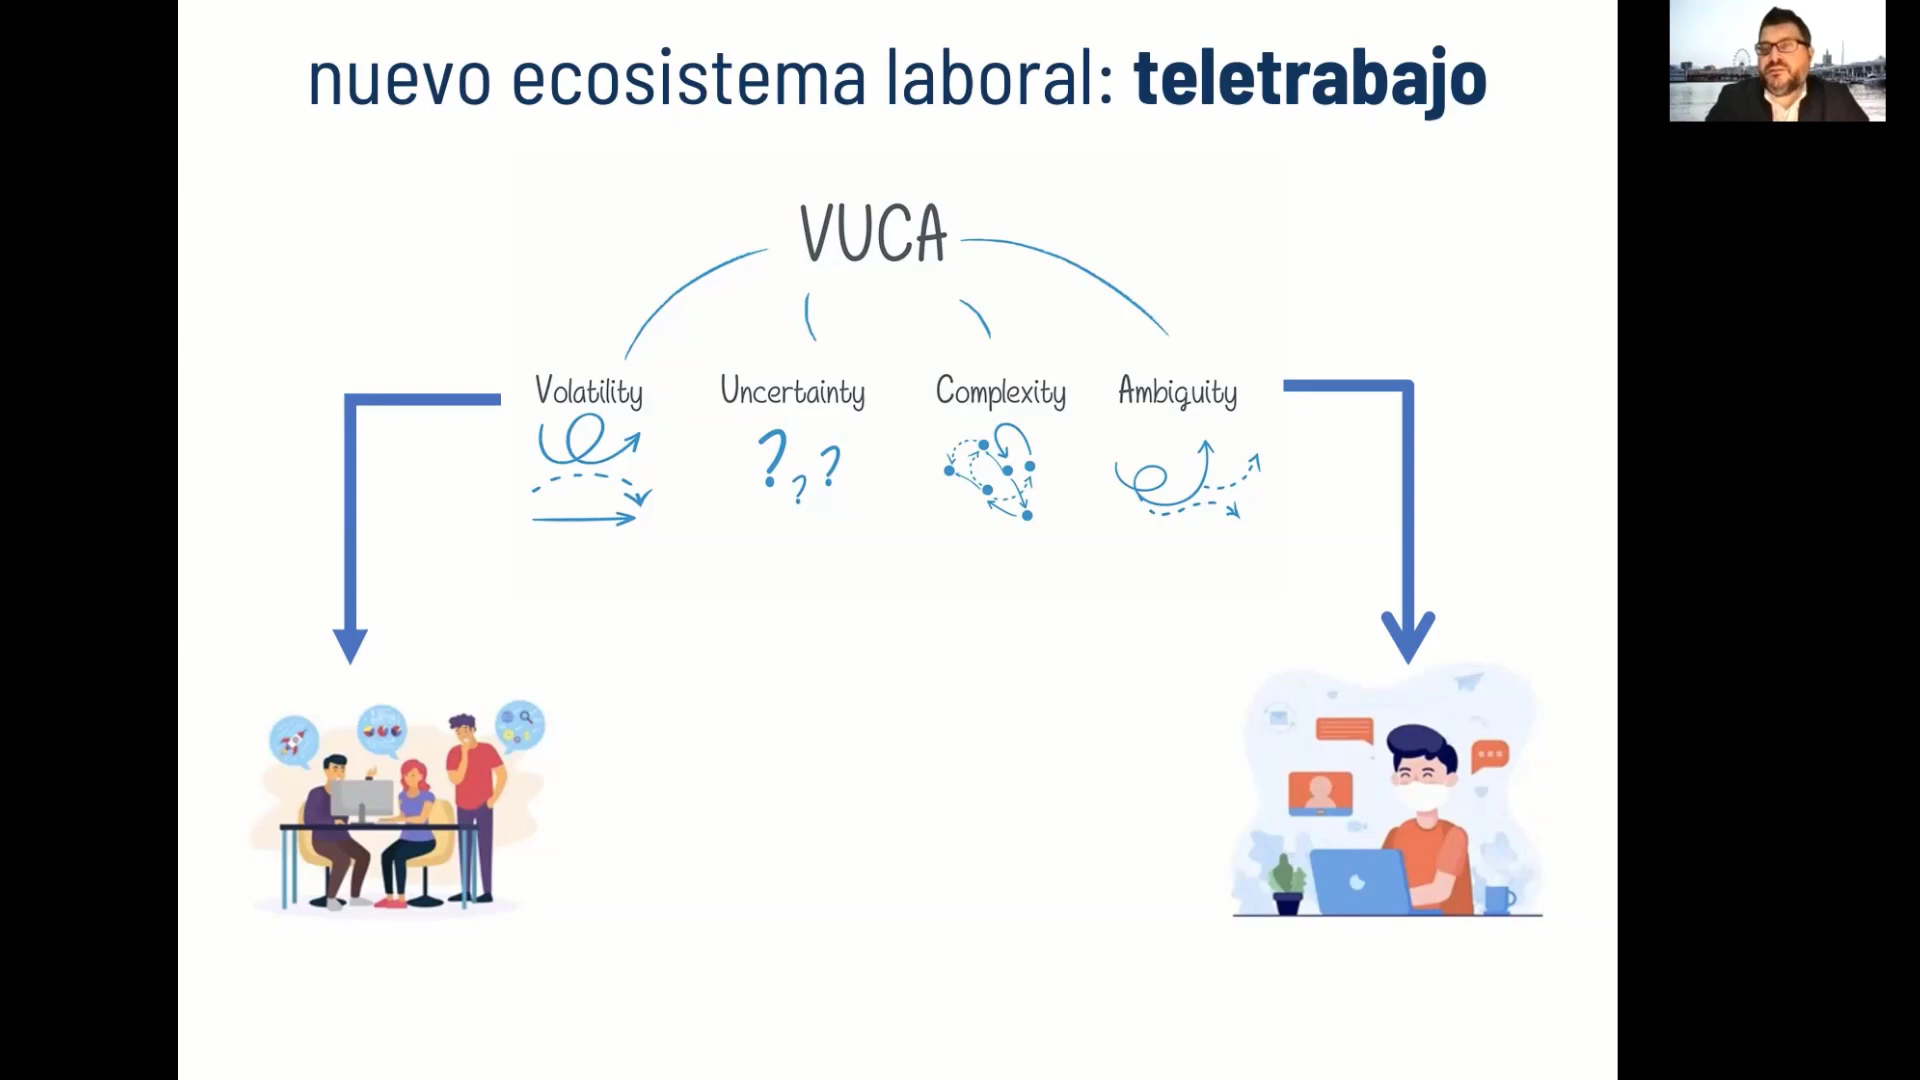 nuevo ecosistema laboral: teletrabajo
VUCA
Volatility Uncertainty Complexity Ambiguity
? ? ?